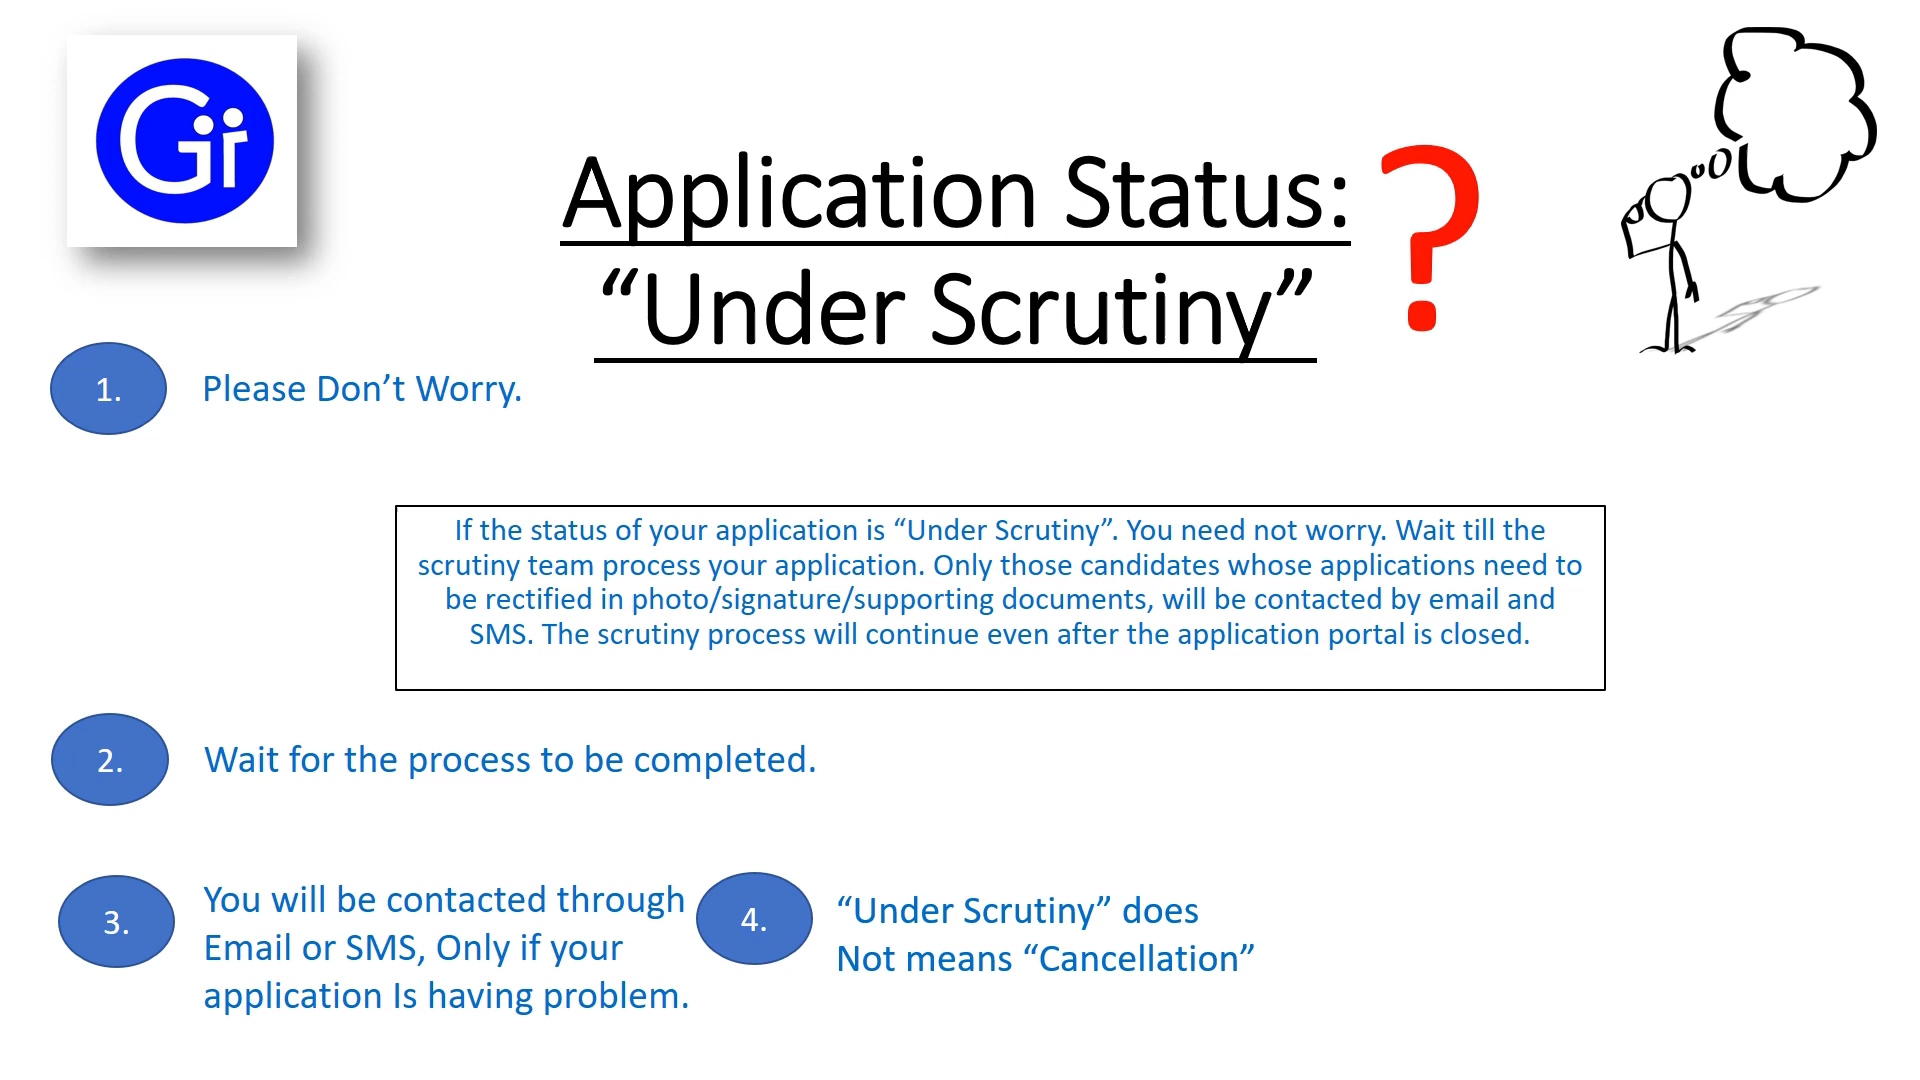 Gi
Application Status:
“Under Scrutiny”
?
1.
Please Don’t Worry.
If the status of your application is “Under Scrutiny”. You need not worry. Wait till the
scrutiny team process your application. Only those candidates whose applications need to
be rectified in photo/signature/supporting documents, will be contacted by email and
SMS. The scrutiny process will continue even after the application portal is closed.
2.
Wait for the process to be completed.
3.
You will be contacted through
Email or SMS, Only if your
application Is having problem.
4.
“Under Scrutiny” does
Not means “Cancellation”